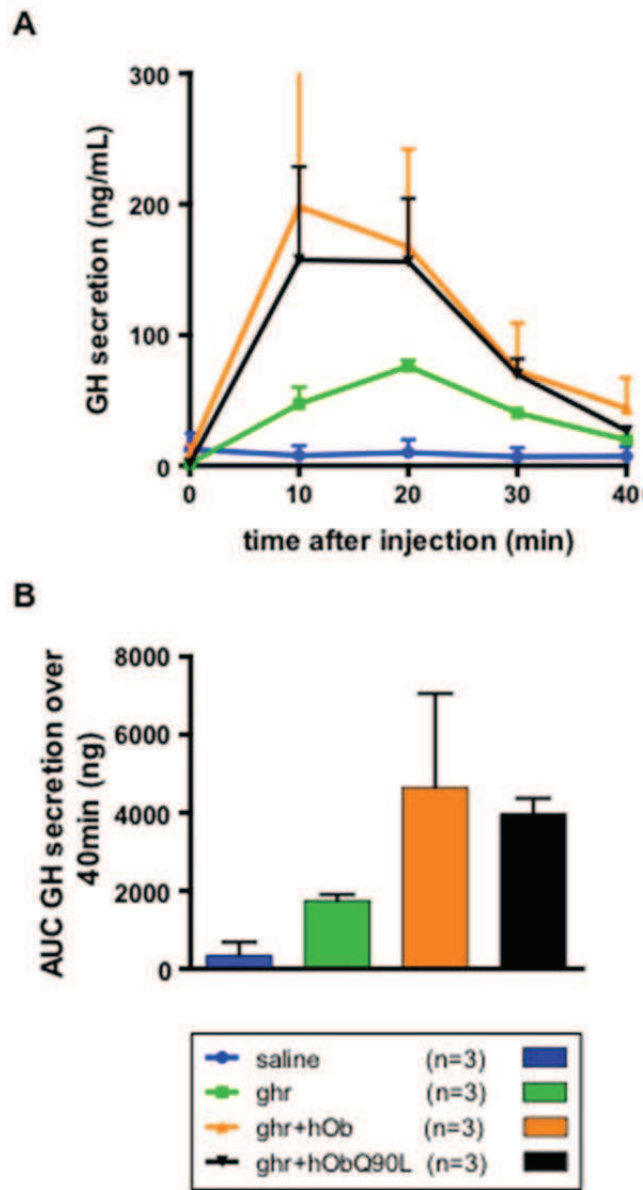 A
GH secretion (ng/mL)
300
200
100
0
0 10 20 30 40
time after injection (min)
B
AUC GH secretion over
40min (ng)
8000
6000
4000
2000
0
saline (n=3)
ghr (n=3)
ghr+hOb (n=3)
ghr+hObQ90L (n=3)